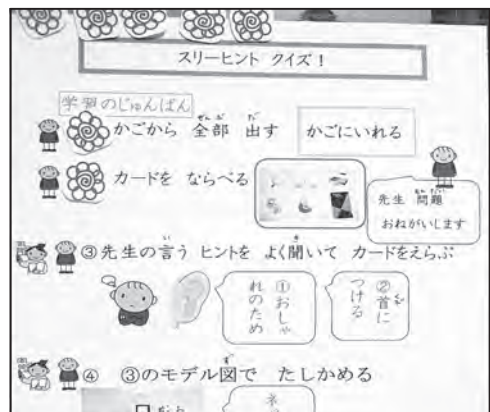 スリーヒント クイズ！
学習のじゅんばん
かごから 全部 出す
かごにいれる
カードを ならべる
先生 問題
おねがいします
③先生の言う ヒントを よく聞いて カードをえらぶ
①おしゃ
れのため
②首に
つける
④ ③のモデル図で たしかめる
ネ